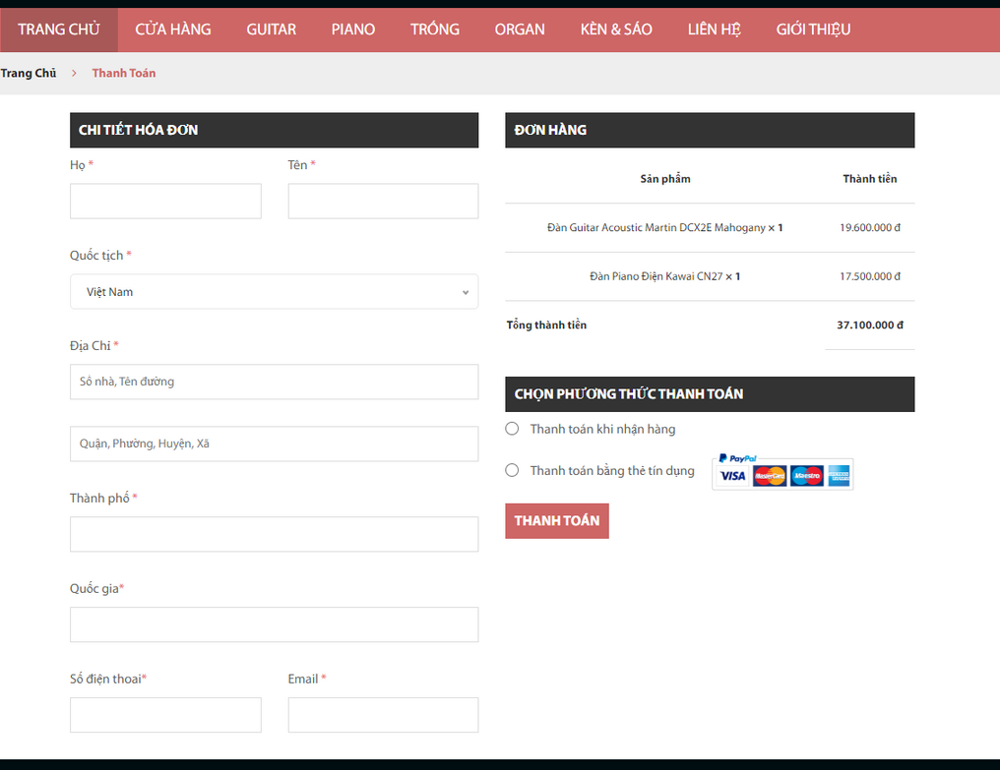 TRANG CHỦ CỬA HÀNG GUITAR PIANO TRỐNG ORGAN KÈN & SÁO LIÊN HỆ GIỚI THIỆU
Trang Chủ > Thanh Toán
CHI TIẾT HÓA ĐƠN
Họ * Tên *
Quốc tịch *
Việt Nam
Địa Chỉ *
Số nhà, Tên đường
Quận, Phường, Huyện, Xã
Thành phố *
Quốc gia*
Số điện thoai* Email *
ĐƠN HÀNG
Sản phẩm Thành tiền
Đàn Guitar Acoustic Martin DCX2E Mahogany × 1 19.600.000 đ
Đàn Piano Điện Kawai CN27 × 1 17.500.000 đ
Tổng thành tiền 37.100.000 đ
CHỌN PHƯƠNG THỨC THANH TOÁN
Thanh toán khi nhận hàng
Thanh toán bằng thẻ tín dụng
PayPal
VISA MasterCard Maestro
THANH TOÁN